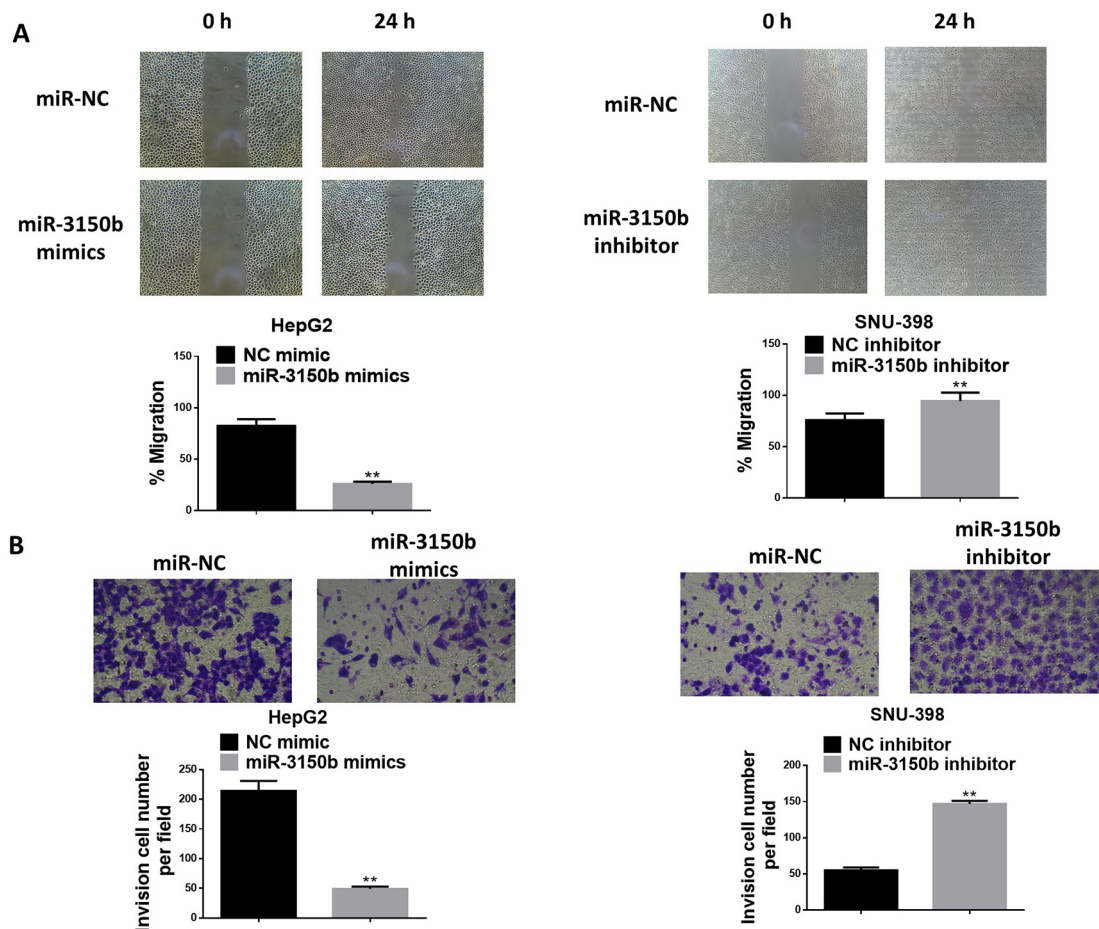 A
0 h
24 h
miR-NC
miR-3150b
mimics
HepG2
NC mimic
miR-3150b mimics
% Migration
150
100
50
0
**
0 h
24 h
miR-NC
miR-3150b
inhibitor
SNU-398
NC inhibitor
miR-3150b inhibitor
% Migration
150
100
50
0
**
B
miR-NC
miR-3150b
mimics
HepG2
NC mimic
miR-3150b mimics
Invision cell number
per field
250
200
150
100
50
0
**
miR-NC
miR-3150b
inhibitor
SNU-398
NC inhibitor
miR-3150b inhibitor
Invision cell number
per field
200
150
100
50
0
**